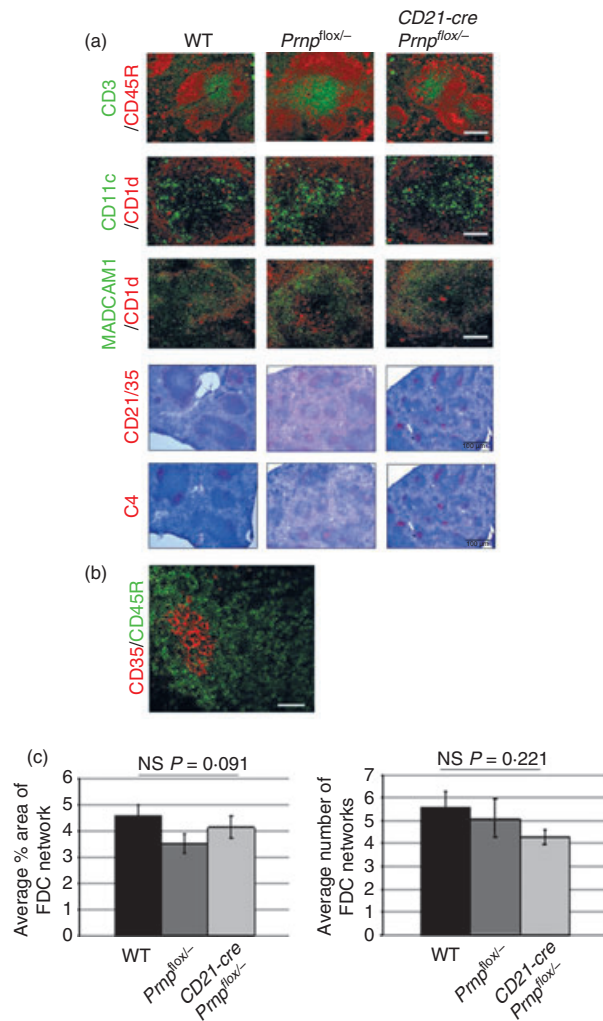 (a)
WT
Prnp^flox/–
CD21-cre
Prnp^flox/–
CD3
/CD45R
CD11c
/CD1d
MADCAM1
/CD1d
CD21/35
C4
(b)
CD35/CD45R
(c)
NS P = 0·091
Average % area of
FDC network
6
5
4
3
2
1
0
WT
Prnp^flox/–
CD21-cre
Prnp^flox/–
NS P = 0·221
Average number of
FDC networks
7
6
5
4
3
2
1
0
WT
Prnp^flox/–
CD21-cre
Prnp^flox/–